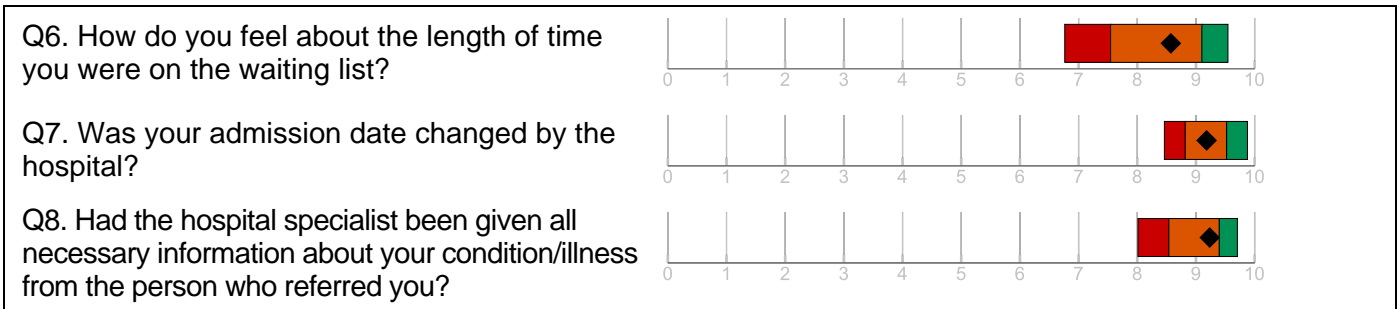 Q6. How do you feel about the length of time
you were on the waiting list?
0 1 2 3 4 5 6 7 8 9 10
Q7. Was your admission date changed by the
hospital?
0 1 2 3 4 5 6 7 8 9 10
Q8. Had the hospital specialist been given all
necessary information about your condition/illness
from the person who referred you?
0 1 2 3 4 5 6 7 8 9 10